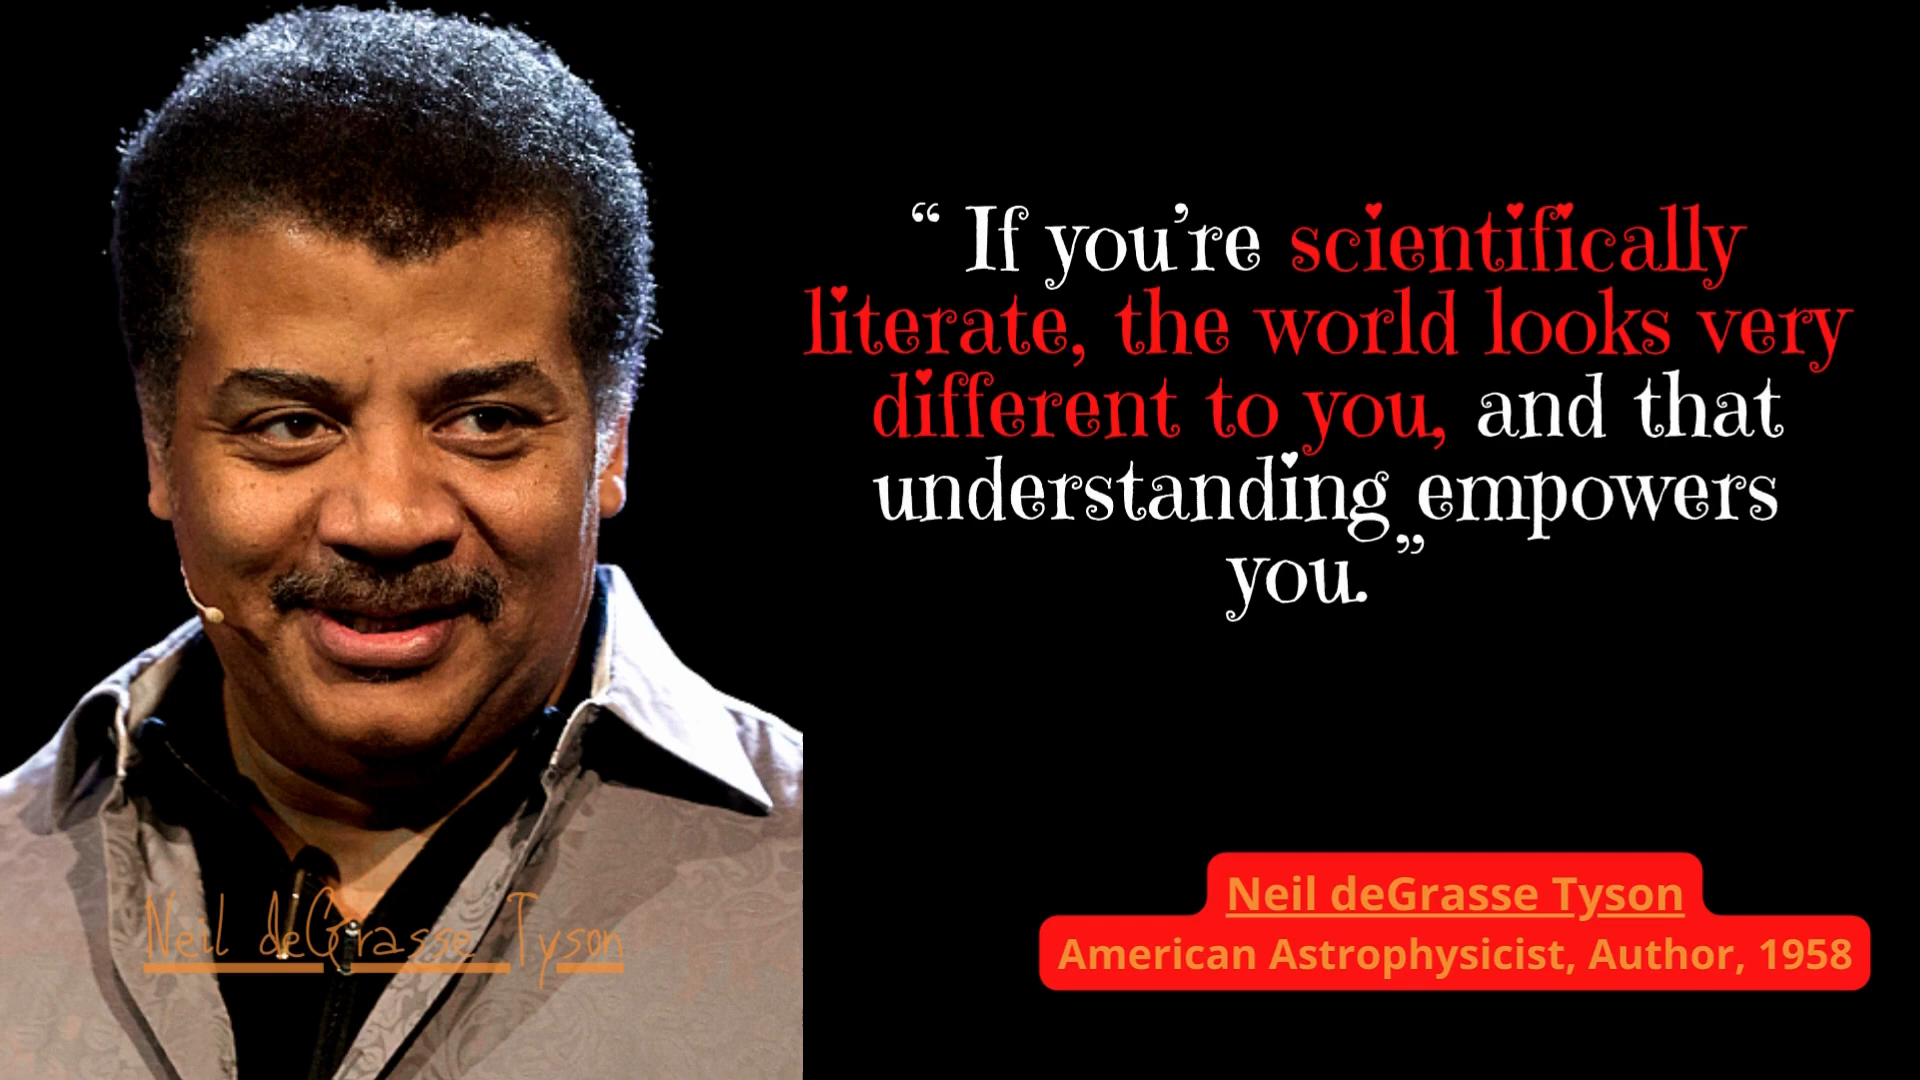 “ If you’re scientifically
literate, the world looks very
different to you, and that
understanding empowers
you. ”
Neil deGrasse Tyson
Neil deGrasse Tyson
American Astrophysicist, Author, 1958